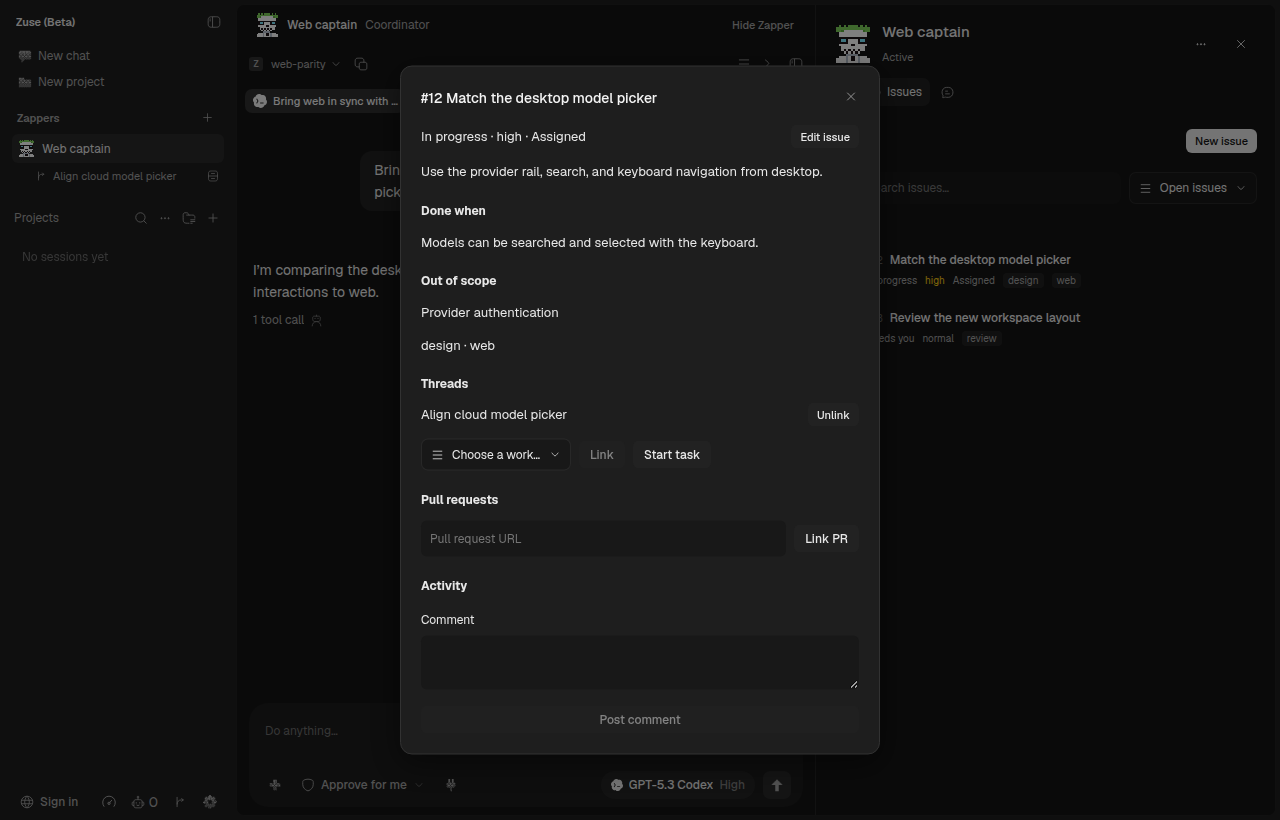 Zuse (Beta)
New chat
New project
Zappers
Web captain
Align cloud model picker
Projects
No sessions yet
Sign in
0
Web captain Coordinator
Hide Zapper
Z web-parity
Bring web in sync with ...
Brin
pick
I'm comparing the desk
interactions to web.
1 tool call
Do anything...
Approve for me
GPT-5.3 Codex High
#12 Match the desktop model picker
In progress · high · Assigned
Edit issue
Use the provider rail, search, and keyboard navigation from desktop.
Done when
Models can be searched and selected with the keyboard.
Out of scope
Provider authentication
design · web
Threads
Align cloud model picker
Unlink
Choose a work...
Link
Start task
Pull requests
Pull request URL
Link PR
Activity
Comment
Post comment
Web captain
Active
Issues
New issue
arch issues...
Open issues
Match the desktop model picker
progress high Assigned design web
Review the new workspace layout
eds you normal review